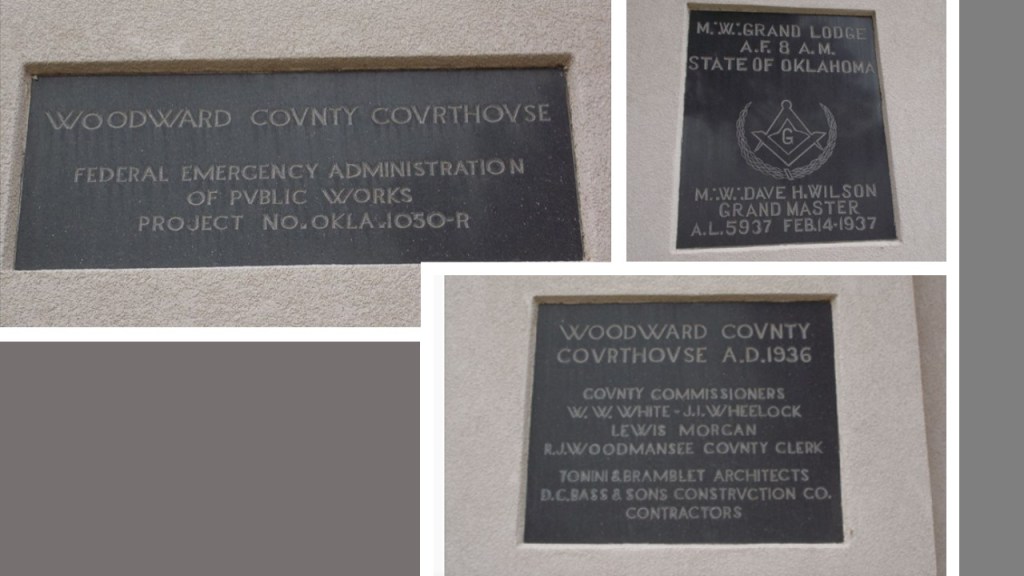 WOODWARD COVNTY COVRTHOVSE
FEDERAL EMERGENCY ADMINISTRATION
OF PVBLIC WORKS
PROJECT NO. OKLA. 1030-R
M∴W∴GRAND LODGE
A.F. & A.M.
STATE OF OKLAHOMA
G
M∴W∴DAVE H. WILSON
GRAND MASTER
A.L. 5937 FEB. 14-1937
WOODWARD COVNTY
COVRTHOVSE A.D. 1936
COVNTY COMMISSIONERS
W. W. WHITE - J. I. WHEELOCK
LEWIS MORGAN
R. J. WOODMANSEE COVNTY CLERK
TONINI & BRAMBLET ARCHITECTS
D. C. BASS & SONS CONSTRVCTION CO.
CONTRACTORS